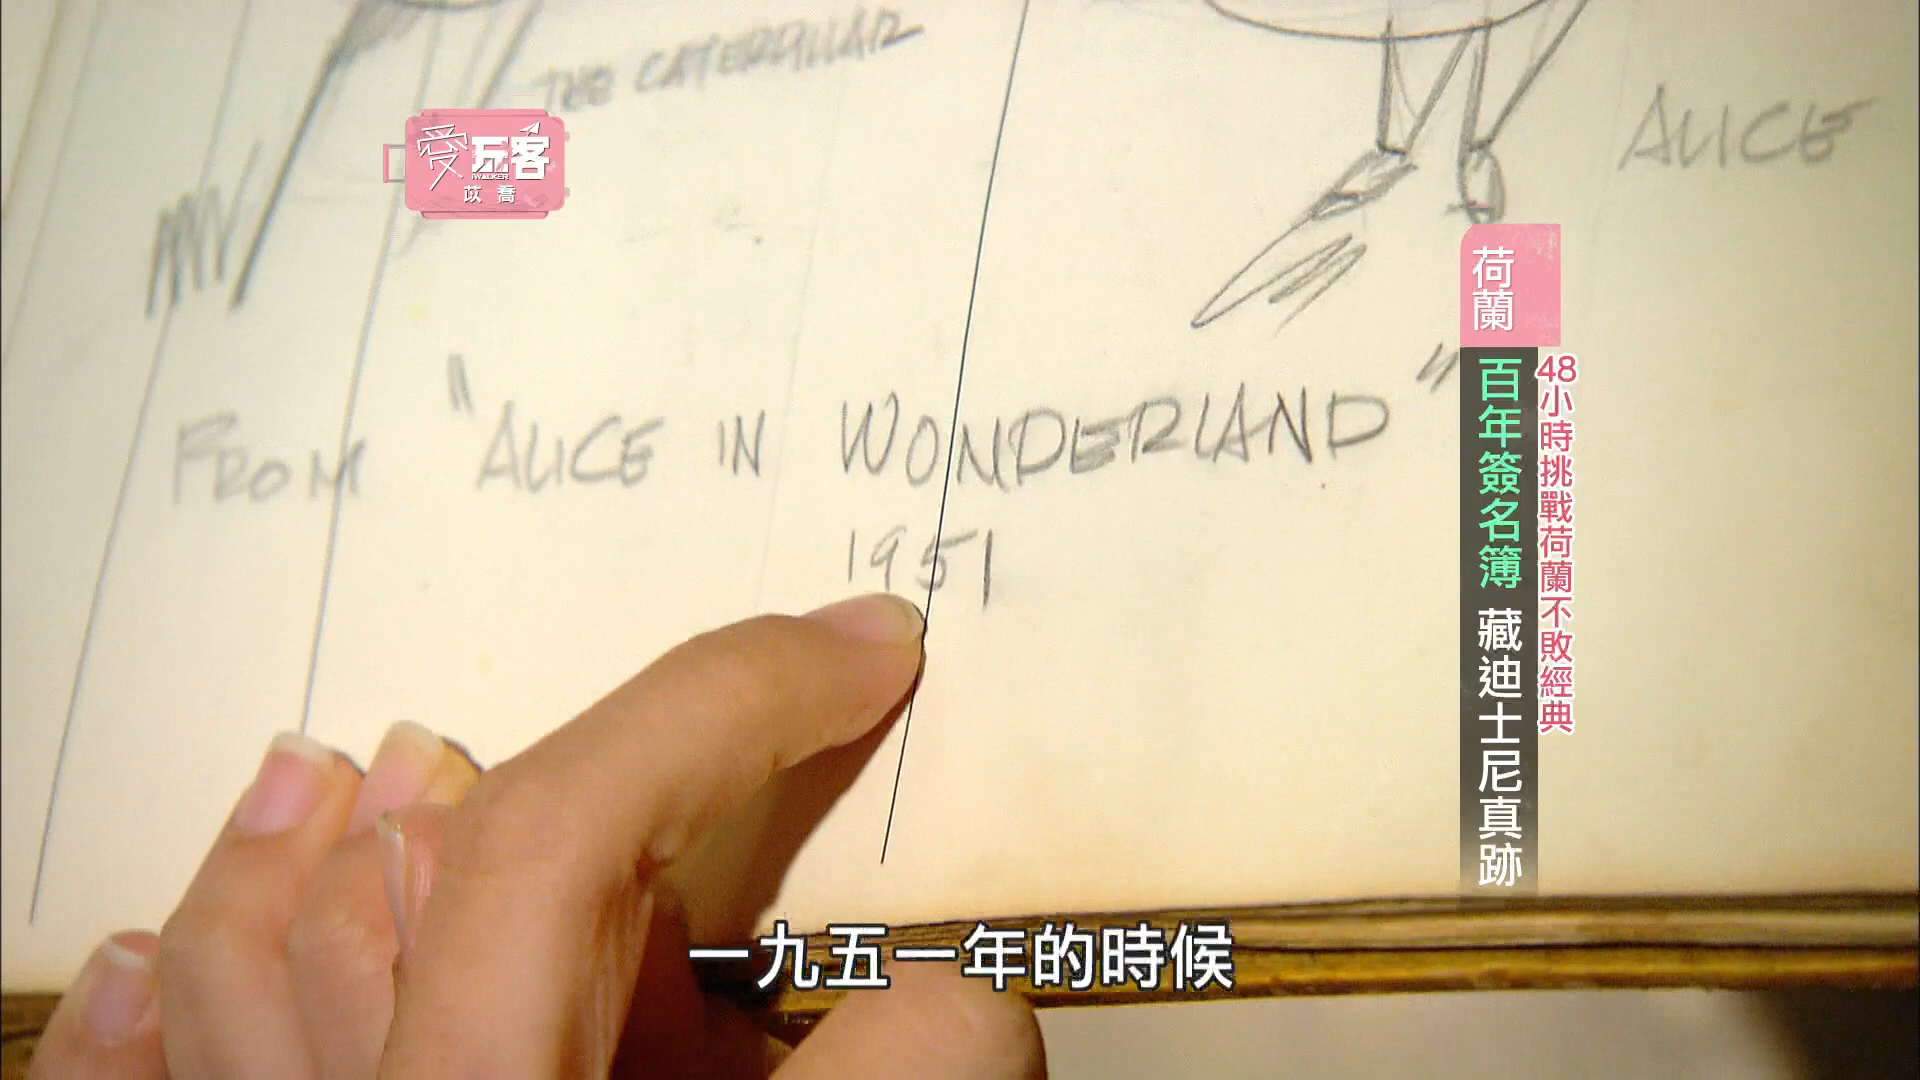 THE CATERPILLAR
ALICE
愛玩客
iWALKER
苡喬
荷蘭
48小時挑戰荷蘭不敗經典
百年簽名簿 藏迪士尼真跡
FROM "ALICE IN WONDERLAND"
1951
一九五一年的時候